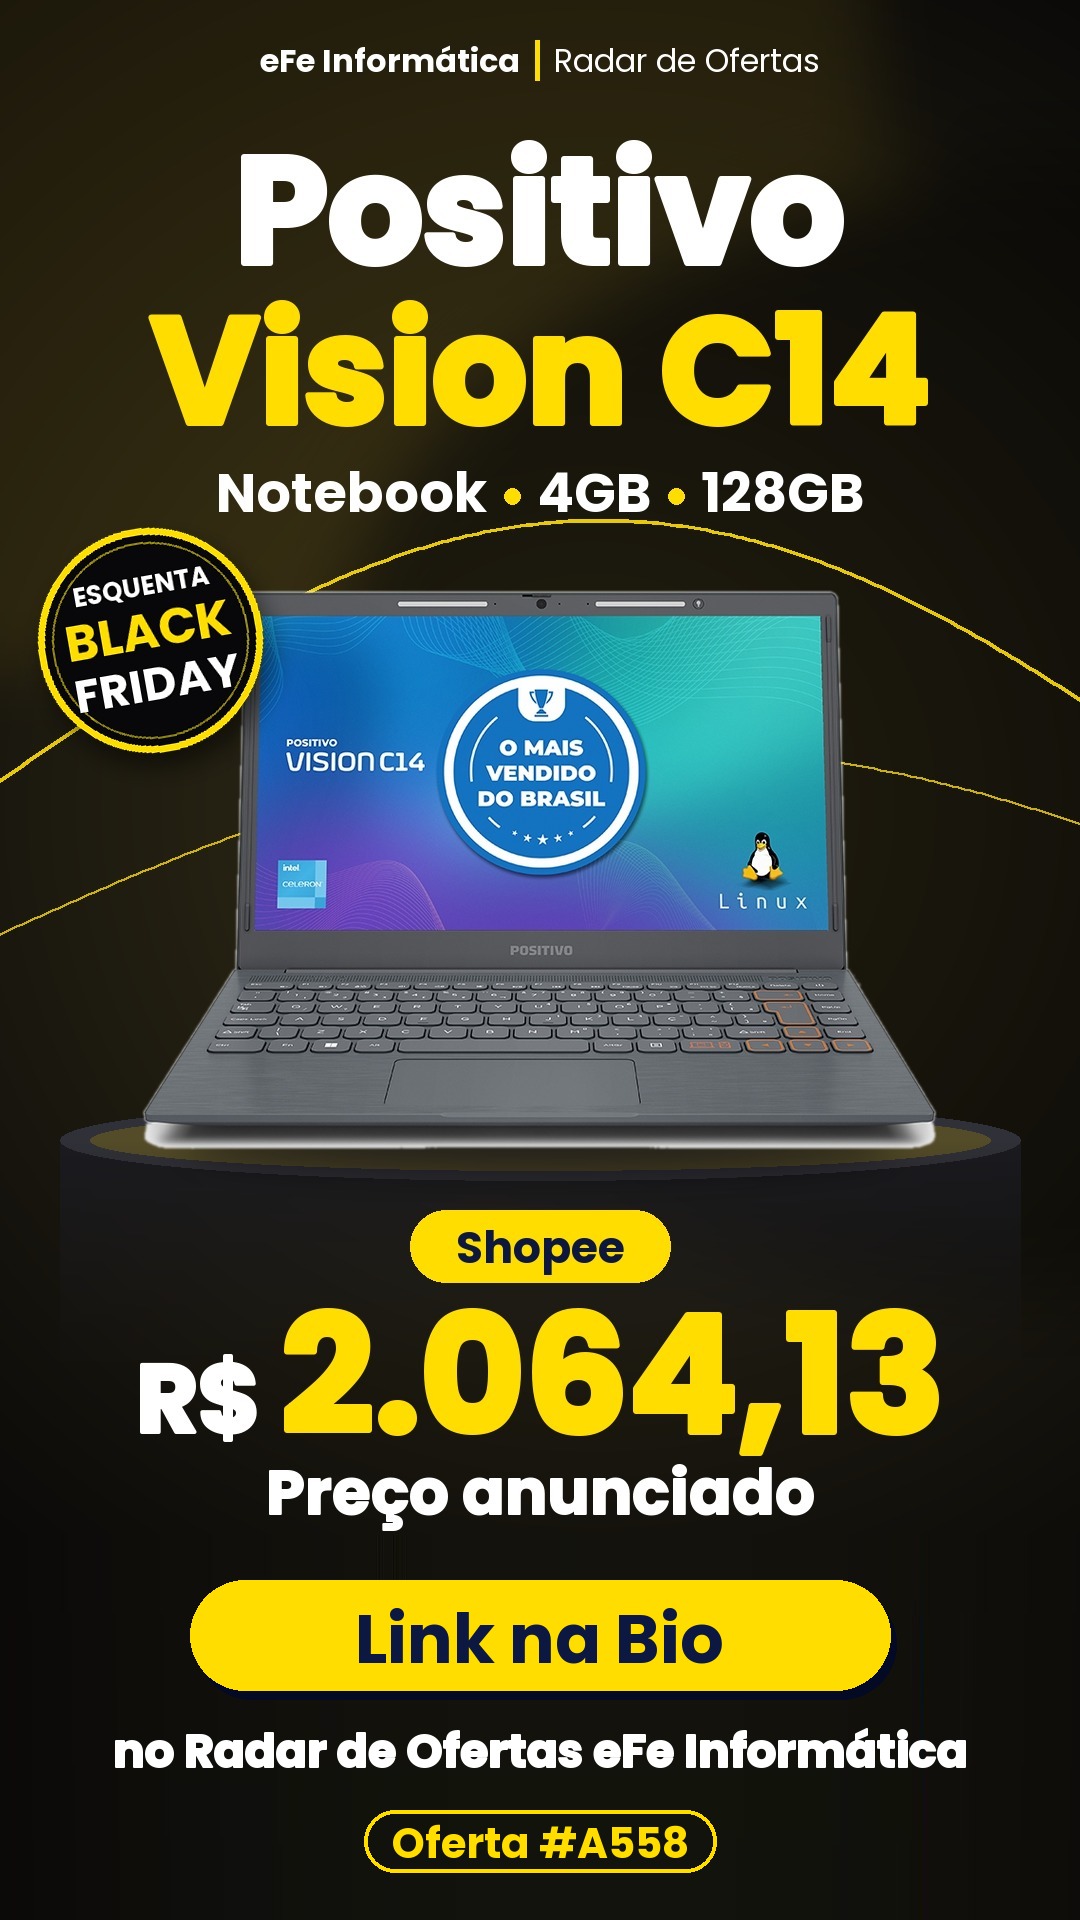 eFe Informática | Radar de Ofertas
Positivo
Vision C14
Notebook • 4GB • 128GB
ESQUENTA
BLACK
FRIDAY
POSITIVO
VISION C14
O MAIS
VENDIDO
DO BRASIL
intel
CELERON
Linux
POSITIVO
Shopee
R$ 2.064,13
Preço anunciado
Link na Bio
no Radar de Ofertas eFe Informática
Oferta #A558